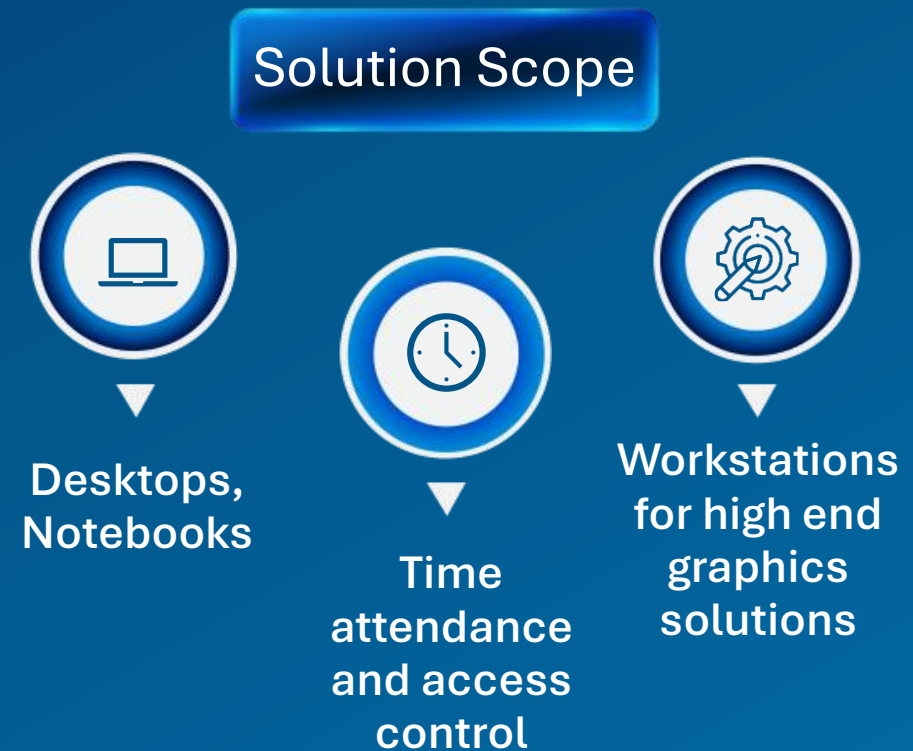 Solution Scope
Desktops,
Notebooks
Time
attendance
and access
control
Workstations
for high end
graphics
solutions